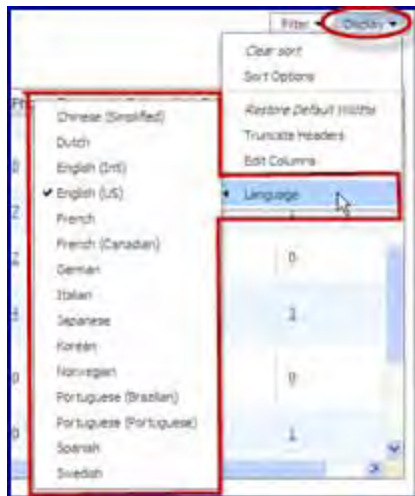 Filter Display
Clear sort
Sort Options
Restore Default Widths
Truncate Headers
Edit Columns
Language
Chinese (Simplified)
Dutch
English (Intl)
English (US)
French
French (Canadian)
German
Italian
Japanese
Korean
Norwegian
Portuguese (Brazilian)
Portuguese (Portuguese)
Spanish
Swedish
1
0
1
0
1